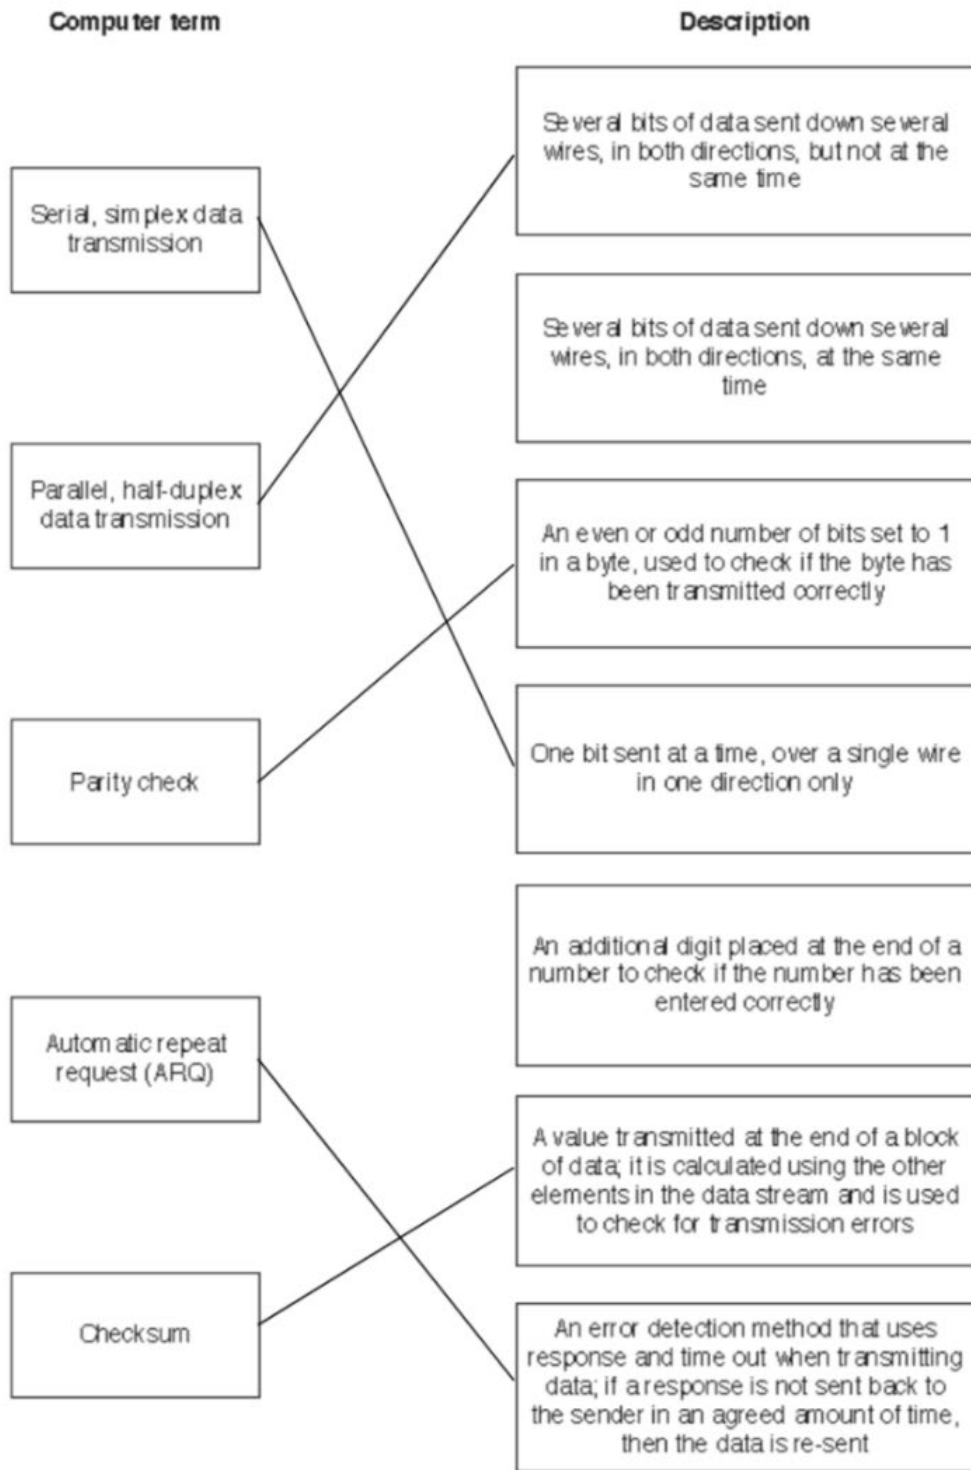 Computer term
Description
Serial, simplex data
transmission
Parallel, half-duplex
data transmission
Parity check
Automatic repeat
request (ARQ)
Checksum
Several bits of data sent down several
wires, in both directions, but not at the
same time
Several bits of data sent down several
wires, in both directions, at the same
time
An even or odd number of bits set to 1
in a byte, used to check if the byte has
been transmitted correctly
One bit sent at a time, over a single wire
in one direction only
An additional digit placed at the end of a
number to check if the number has been
entered correctly
A value transmitted at the end of a block
of data; it is calculated using the other
elements in the data stream and is used
to check for transmission errors
An error detection method that uses
response and time out when transmitting
data; if a response is not sent back to
the sender in an agreed amount of time,
then the data is re-sent